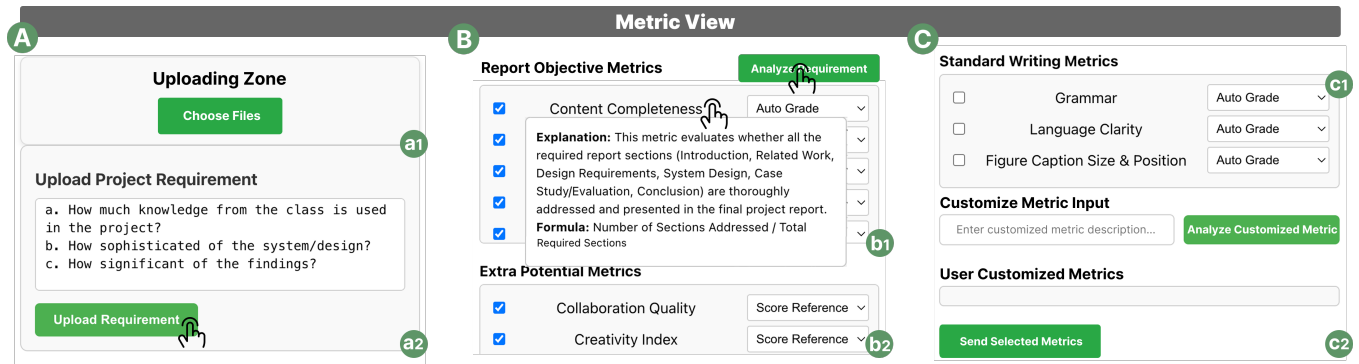 Metric View
A
Uploading Zone
Choose Files
a1
Upload Project Requirement
a. How much knowledge from the class is used
in the project?
b. How sophisticated of the system/design?
c. How significant of the findings?
Upload Requirement
a2
B
Report Objective Metrics
Analyze Requirement
Content Completeness
Auto Grade
Explanation: This metric evaluates whether all the
required report sections (Introduction, Related Work,
Design Requirements, System Design, Case
Study/Evaluation, Conclusion) are thoroughly
addressed and presented in the final project report.
Formula: Number of Sections Addressed / Total
Required Sections
b1
Extra Potential Metrics
Collaboration Quality
Score Reference
Creativity Index
Score Reference
b2
C
Standard Writing Metrics
c1
Grammar
Auto Grade
Language Clarity
Auto Grade
Figure Caption Size & Position
Auto Grade
Customize Metric Input
Enter customized metric description...
Analyze Customized Metric
User Customized Metrics
Send Selected Metrics
c2